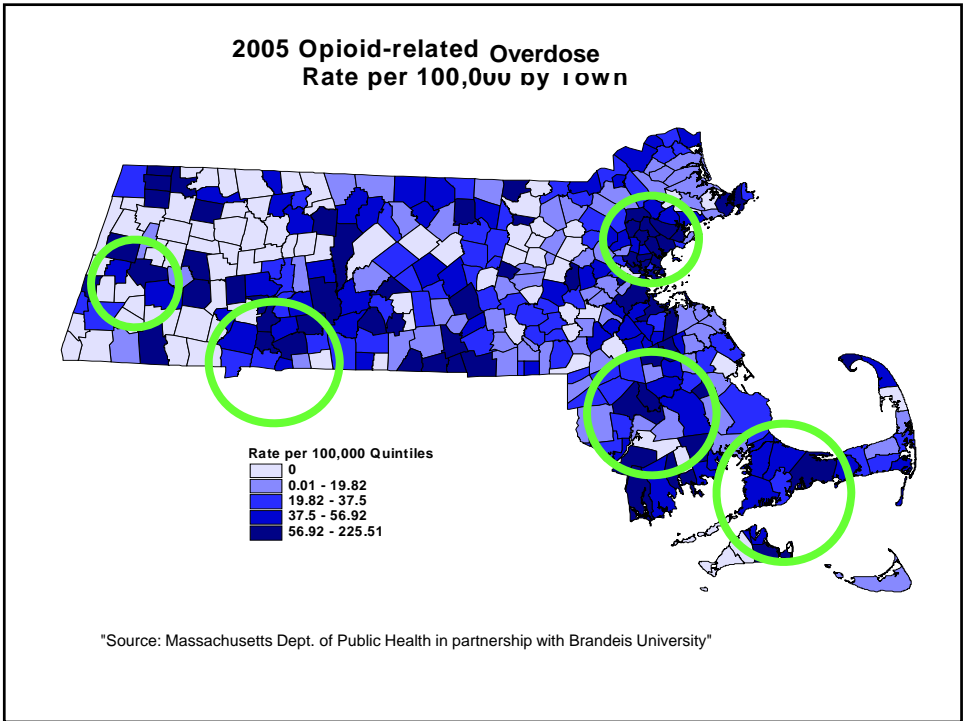 2005 Opioid-related Overdose
Rate per 100,000 by Town
Rate per 100,000 Quintiles
0
0.01 - 19.82
19.82 - 37.5
37.5 - 56.92
56.92 - 225.51
"Source: Massachusetts Dept. of Public Health in partnership with Brandeis University"